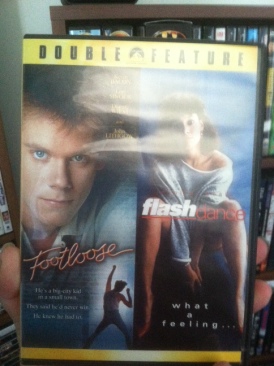 DOUBLE FEATURE
flashdance
Footloose
He's a big-city kid
in a small town.
They said he'd never win.
He knew he had to.
what
a
feeling...